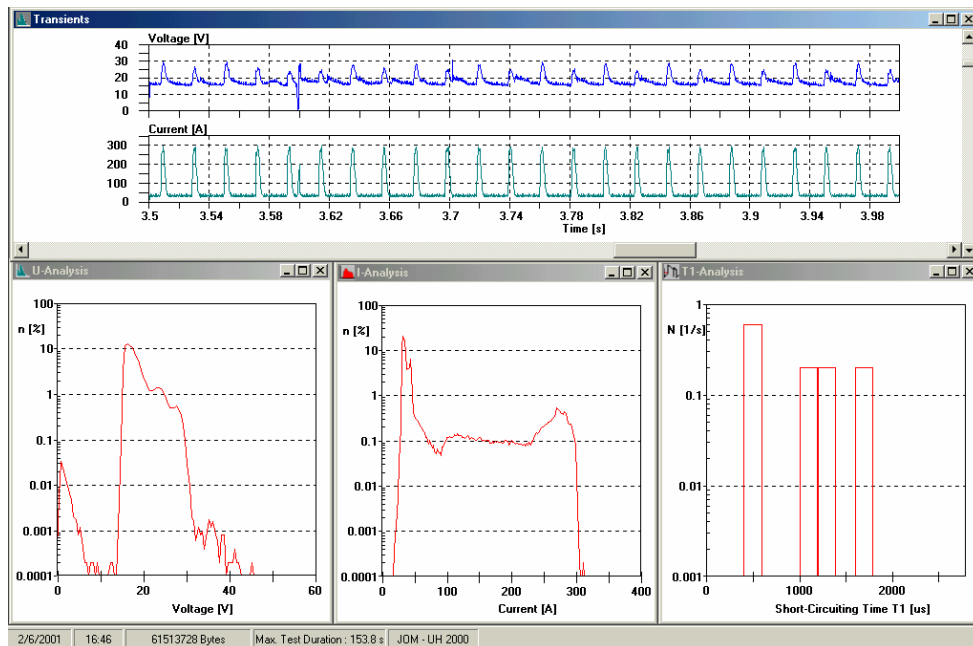 Transients
Voltage [V]
40
30
20
10
0
Current [A]
300
200
100
0
3.5 3.54 3.58 3.62 3.66 3.7 3.74 3.78 3.82 3.86 3.9 3.94 3.98
Time [s]
U-Analysis
n [%]
100
10
1
0.1
0.01
0.001
0.0001
0 20 40 60
Voltage [V]
I-Analysis
n [%]
100
10
1
0.1
0.01
0.001
0.0001
0 100 200 300 400
Current [A]
T1-Analysis
N [1/s]
1
0.1
0.01
0.001
0 1000 2000
Short-Circuiting Time T1 [us]
2/6/2001 16:46 61513728 Bytes Max. Test Duration : 153.8 s JOM - UH 2000